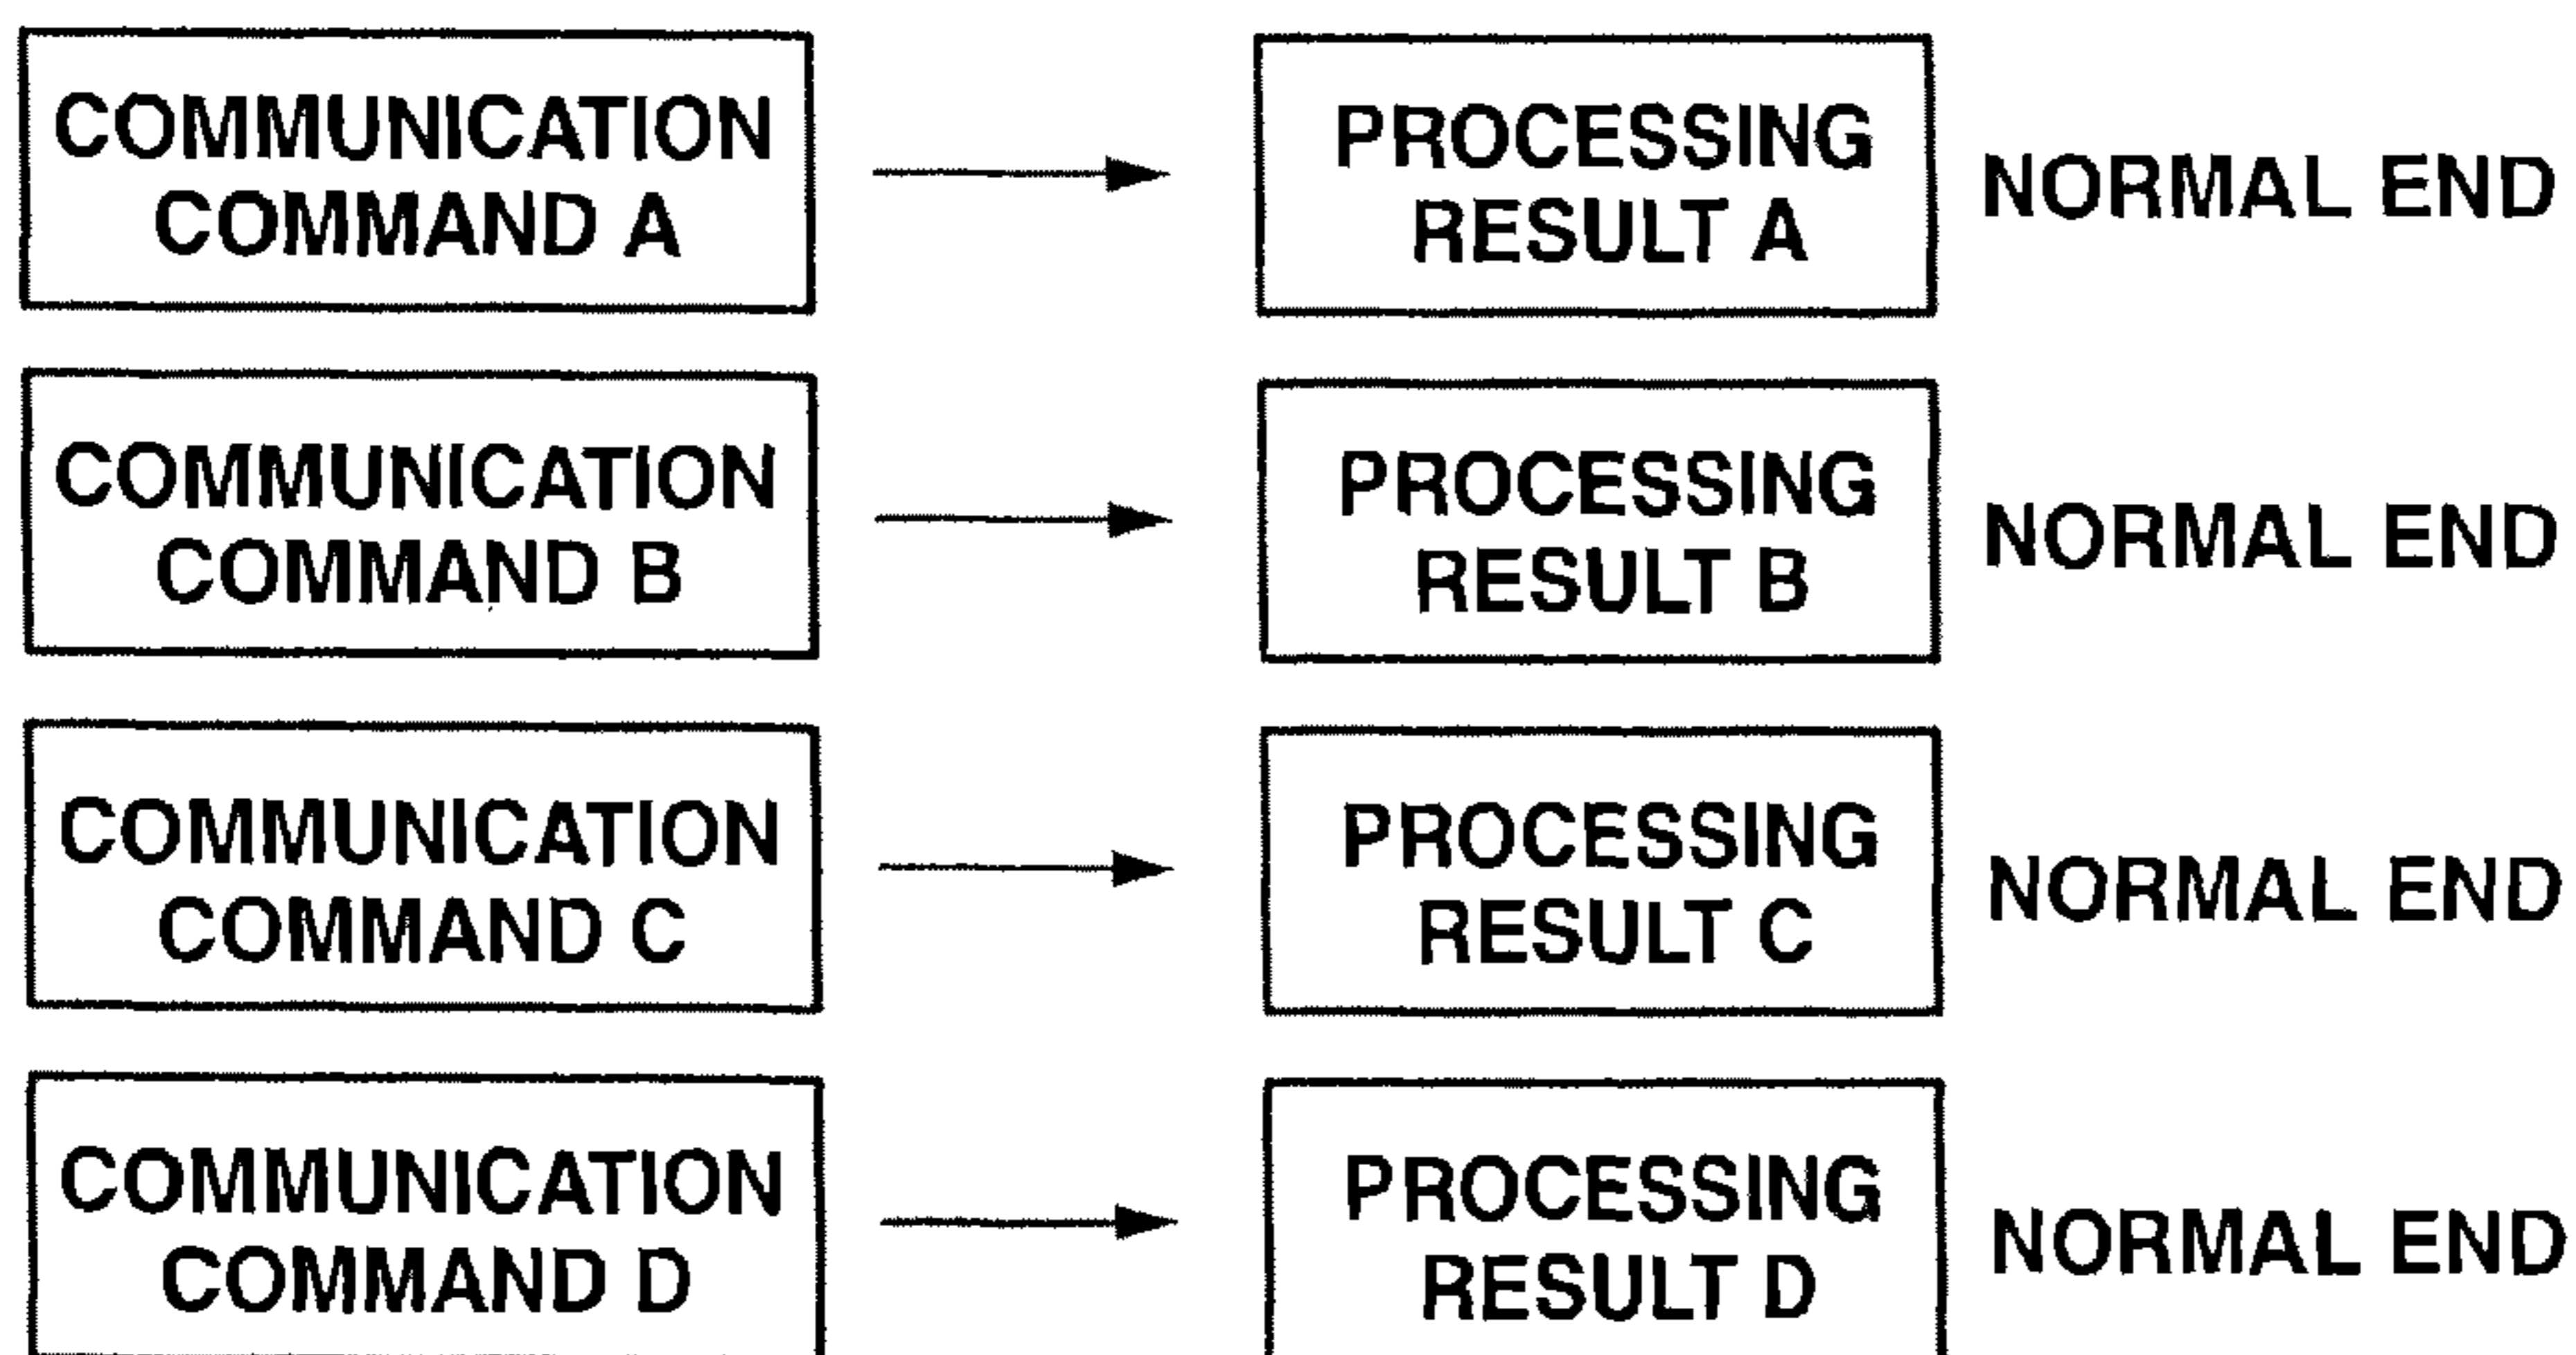 COMMUNICATION
COMMAND A
PROCESSING
RESULT A
NORMAL END
COMMUNICATION
COMMAND B
PROCESSING
RESULT B
NORMAL END
COMMUNICATION
COMMAND C
PROCESSING
RESULT C
NORMAL END
COMMUNICATION
COMMAND D
PROCESSING
RESULT D
NORMAL END